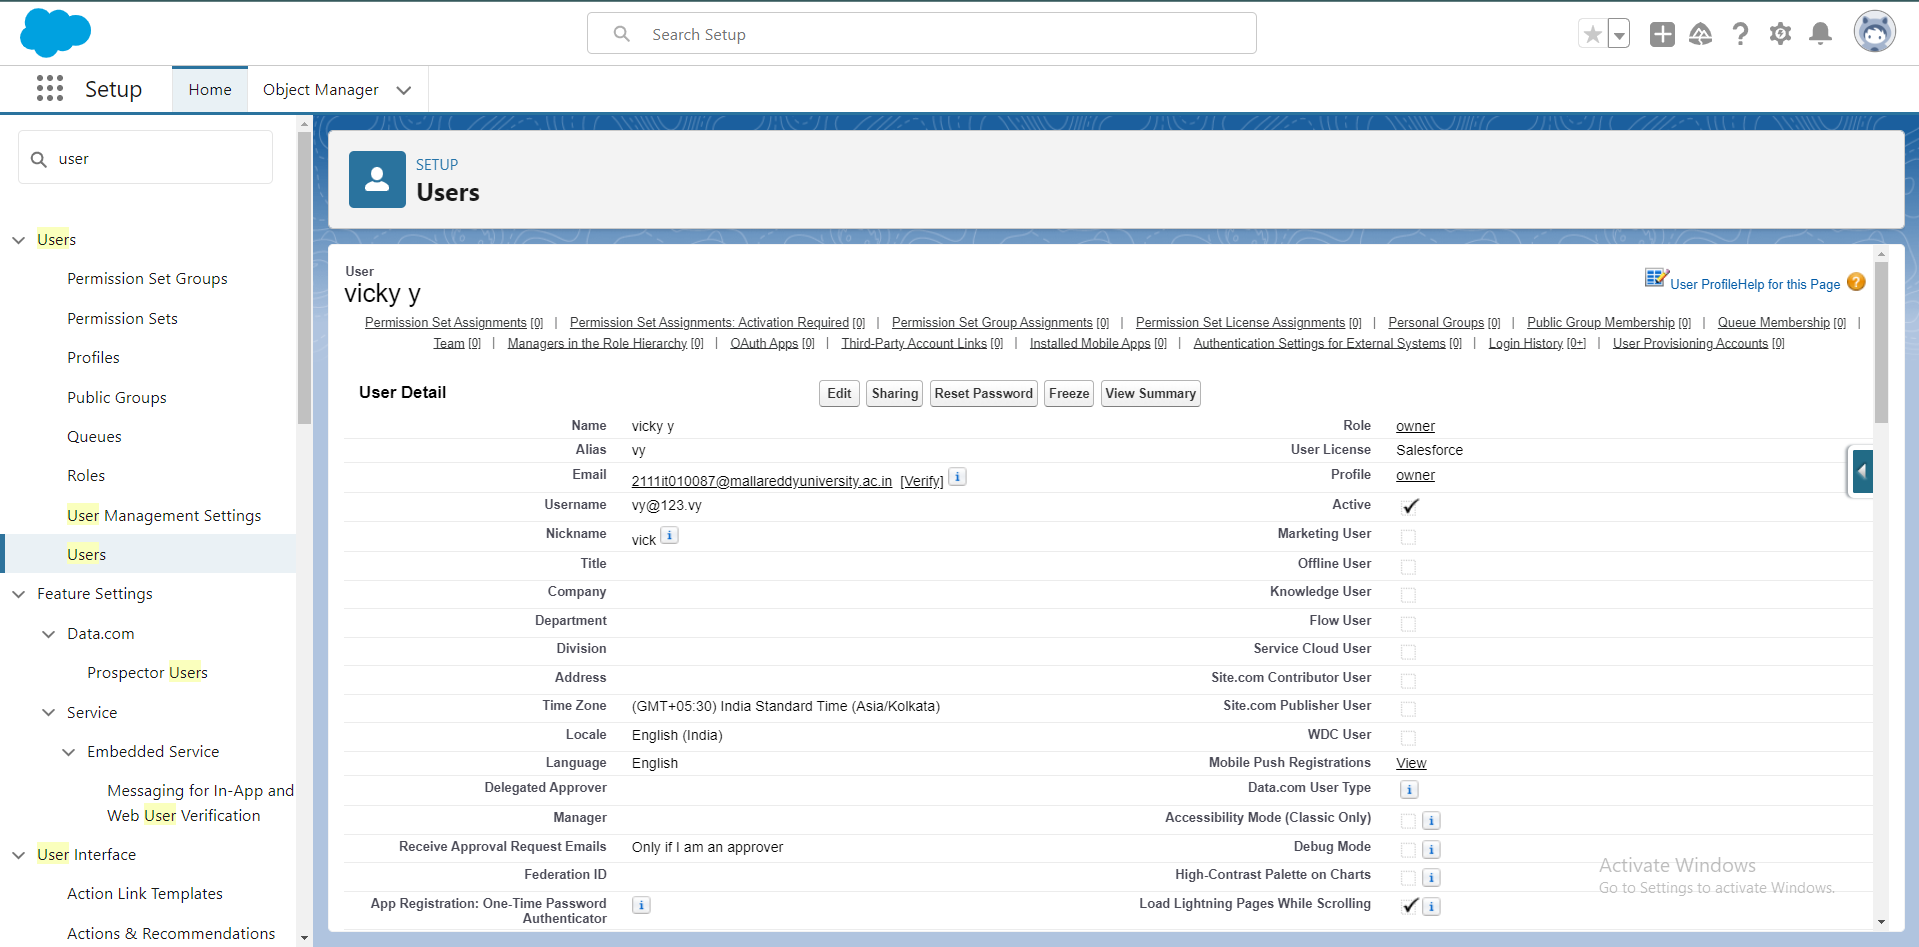 Search Setup
Setup
Home
Object Manager
user
Users
Permission Set Groups
Permission Sets
Profiles
Public Groups
Queues
Roles
User Management Settings
Users
Feature Settings
Data.com
Prospector Users
Service
Embedded Service
Messaging for In-App and
Web User Verification
User Interface
Action Link Templates
Actions & Recommendations
SETUP
Users
User
vicky y
User Profile Help for this Page ?
Permission Set Assignments [0] | Permission Set Assignments: Activation Required [0] | Permission Set Group Assignments [0] | Permission Set License Assignments [0] | Personal Groups [0] | Public Group Membership [0] | Queue Membership [0] |
Team [0] | Managers in the Role Hierarchy [0] | OAuth Apps [0] | Third-Party Account Links [0] | Installed Mobile Apps [0] | Authentication Settings for External Systems [0] | Login History [0+] | User Provisioning Accounts [0]
User Detail
Edit Sharing Reset Password Freeze View Summary
Name vicky y Role owner
Alias vy User License Salesforce
Email 2111it010087@mallareddyuniversity.ac.in [Verify] i Profile owner
Username vy@123.vy Active
Nickname vick i Marketing User
Title Offline User
Company Knowledge User
Department Flow User
Division Service Cloud User
Address Site.com Contributor User
Time Zone (GMT+05:30) India Standard Time (Asia/Kolkata) Site.com Publisher User
Locale English (India) WDC User
Language English Mobile Push Registrations View
Delegated Approver Data.com User Type i
Manager Accessibility Mode (Classic Only) i
Receive Approval Request Emails Only if I am an approver Debug Mode i
Federation ID High-Contrast Palette on Charts i
App Registration: One-Time Password Authenticator i Load Lightning Pages While Scrolling i
Activate Windows
Go to Settings to activate Windows.